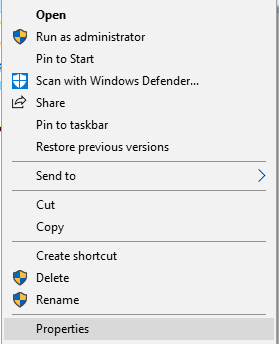 Open
Run as administrator
Pin to Start
Scan with Windows Defender...
Share
Pin to taskbar
Restore previous versions
Send to
Cut
Copy
Create shortcut
Delete
Rename
Properties